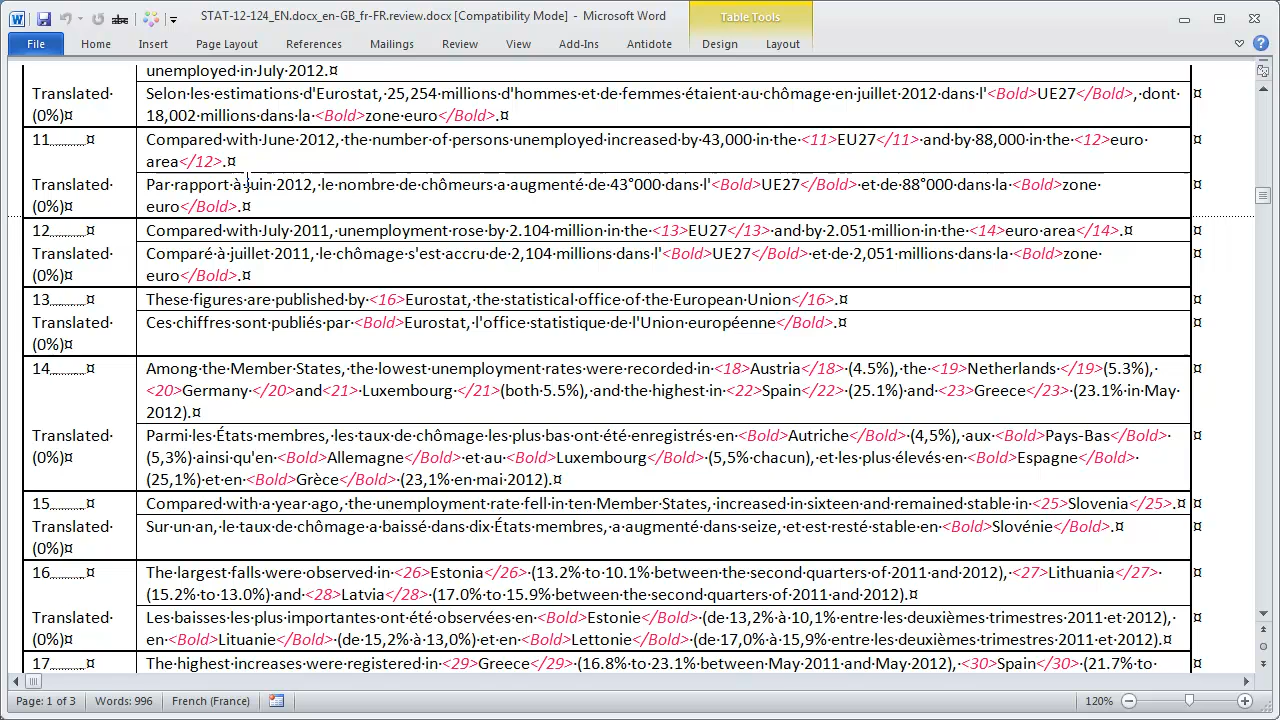 STAT-12-124_EN.docx_en-GB_fr-FR.review.docx [Compatibility Mode] - Microsoft Word
Table Tools
File Home Insert Page Layout References Mailings Review View Add-Ins Antidote Design Layout
unemployed·in·July·2012.¤
Translated· Selon·les·estimations·d'Eurostat,·25,254·millions·d'hommes·et·de·femmes·étaient·au·chômage·en·juillet·2012·dans·l'<Bold>UE27</Bold>,·dont· ¤
(0%)¤ 18,002·millions·dans·la·<Bold>zone·euro</Bold>.¤
11 ¤ Compared·with·June·2012,·the·number·of·persons·unemployed·increased·by·43,000·in·the·<11>EU27</11>·and·by·88,000·in·the·<12>euro· ¤
area</12>.¤
Translated· Par·rapport·à·juin·2012,·le·nombre·de·chômeurs·a·augmenté·de·43°000·dans·l'<Bold>UE27</Bold>·et·de·88°000·dans·la·<Bold>zone· ¤
(0%)¤ euro</Bold>.¤
12 ¤ Compared·with·July·2011,·unemployment·rose·by·2.104·million·in·the·<13>EU27</13>·and·by·2.051·million·in·the·<14>euro·area</14>.¤ ¤
Translated· Comparé·à·juillet·2011,·le·chômage·s'est·accru·de·2,104·millions·dans·l'<Bold>UE27</Bold>·et·de·2,051·millions·dans·la·<Bold>zone· ¤
(0%)¤ euro</Bold>.¤
13 ¤ These·figures·are·published·by·<16>Eurostat,·the·statistical·office·of·the·European·Union</16>.¤ ¤
Translated· Ces·chiffres·sont·publiés·par·<Bold>Eurostat,·l'office·statistique·de·l'Union·européenne</Bold>.¤ ¤
(0%)¤
14 ¤ Among·the·Member·States,·the·lowest·unemployment·rates·were·recorded·in·<18>Austria</18>·(4.5%),·the·<19>Netherlands·</19>(5.3%),· ¤
<20>Germany·</20>and<21>·Luxembourg·</21>(both·5.5%),·and·the·highest·in·<22>Spain</22>·(25.1%)·and·<23>Greece</23>·(23.1%·in·May·
2012).¤
Translated· Parmi·les·États·membres,·les·taux·de·chômage·les·plus·bas·ont·été·enregistrés·en·<Bold>Autriche</Bold>·(4,5%),·aux·<Bold>Pays-Bas</Bold>· ¤
(0%)¤ (5,3%)·ainsi·qu'en·<Bold>Allemagne</Bold>·et·au·<Bold>Luxembourg</Bold>·(5,5%·chacun),·et·les·plus·élevés·en·<Bold>Espagne</Bold>·
(25,1%)·et·en·<Bold>Grèce</Bold>·(23,1%·en·mai·2012).¤
15 ¤ Compared·with·a·year·ago,·the·unemployment·rate·fell·in·ten·Member·States,·increased·in·sixteen·and·remained·stable·in·<25>Slovenia</25>.¤ ¤
Translated· Sur·un·an,·le·taux·de·chômage·a·baissé·dans·dix·États·membres,·a·augmenté·dans·seize,·et·est·resté·stable·en·<Bold>Slovénie</Bold>.¤ ¤
(0%)¤
16 ¤ The·largest·falls·were·observed·in·<26>Estonia</26>·(13.2%·to·10.1%·between·the·second·quarters·of·2011·and·2012),·<27>Lithuania</27>· ¤
(15.2%·to·13.0%)·and·<28>Latvia</28>·(17.0%·to·15.9%·between·the·second·quarters·of·2011·and·2012).¤
Translated· Les·baisses·les·plus·importantes·ont·été·observées·en·<Bold>Estonie</Bold>·(de·13,2%·à·10,1%·entre·les·deuxièmes·trimestres·2011·et·2012),· ¤
(0%)¤ en·<Bold>Lituanie</Bold>·(de·15,2%·à·13,0%)·et·en·<Bold>Lettonie</Bold>·(de·17,0%·à·15,9%·entre·les·deuxièmes·trimestres·2011·et·2012).¤
17 ¤ The·highest·increases·were·registered·in·<29>Greece</29>·(16.8%·to·23.1%·between·May·2011·and·May·2012),·<30>Spain</30>·(21.7%·to· ¤
Page: 1 of 3 Words: 996 French (France) 120%